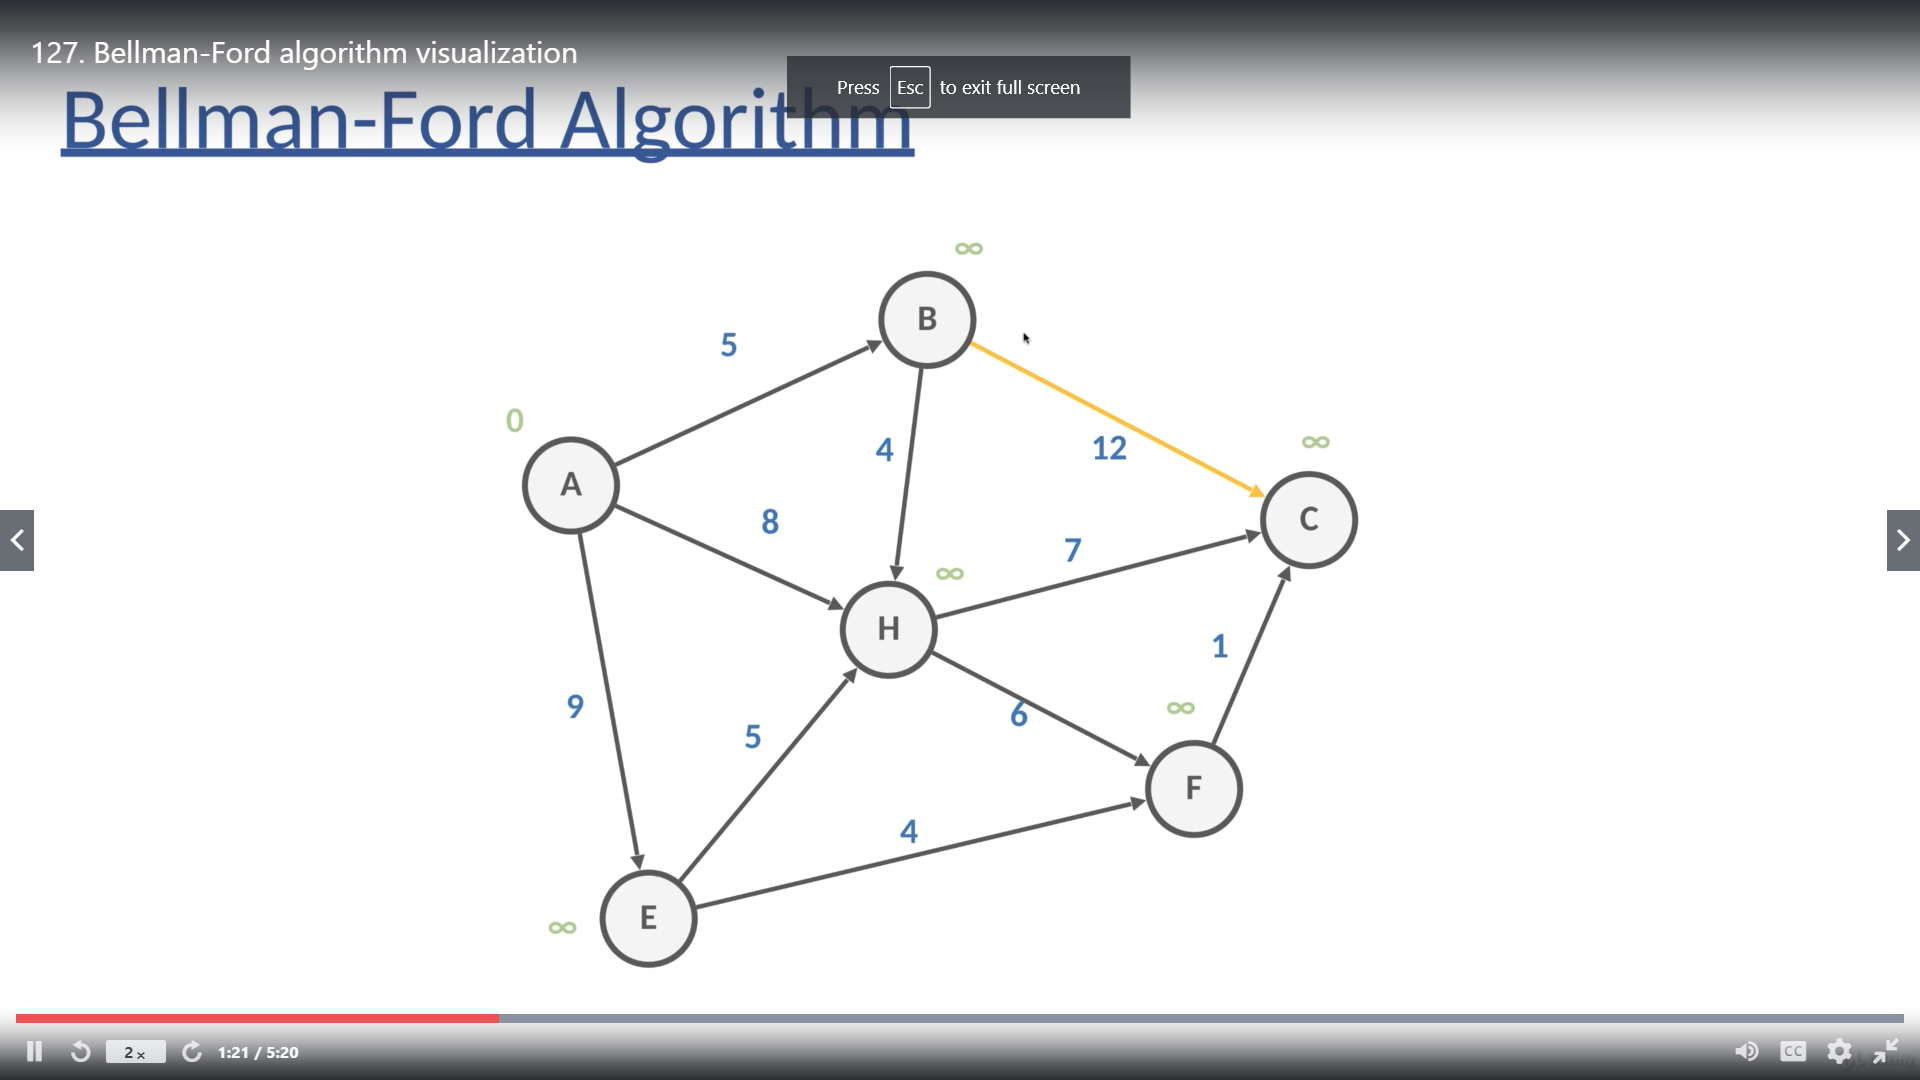 127. Bellman-Ford algorithm visualization
Press Esc to exit full screen
Bellman-Ford Algorithm
∞
B
5
0
4
12
∞
A
C
8
7
∞
H
1
9
6
∞
5
F
4
E
∞
2 x
1:21 / 5:20
CC